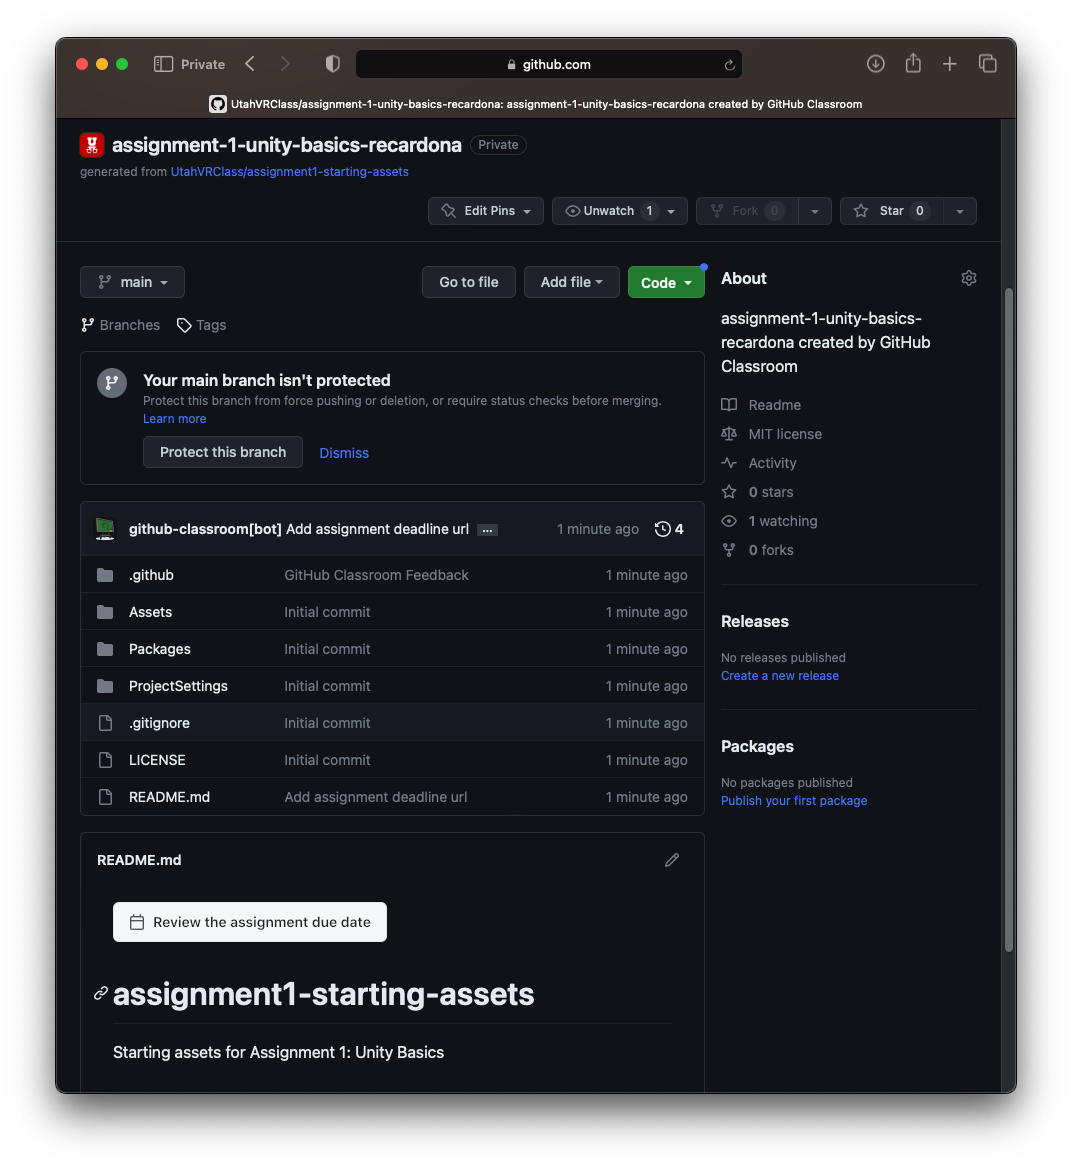 Private
github.com
UtahVRClass/assignment-1-unity-basics-recardona: assignment-1-unity-basics-recardona created by GitHub Classroom
assignment-1-unity-basics-recardona Private
generated from UtahVRClass/assignment1-starting-assets
Edit Pins Unwatch 1 Fork 0 Star 0
main Go to file Add file Code
Branches Tags
Your main branch isn't protected
Protect this branch from force pushing or deletion, or require status checks before merging.
Learn more
Protect this branch Dismiss
github-classroom[bot] Add assignment deadline url ... 1 minute ago 4
.github GitHub Classroom Feedback 1 minute ago
Assets Initial commit 1 minute ago
Packages Initial commit 1 minute ago
ProjectSettings Initial commit 1 minute ago
.gitignore Initial commit 1 minute ago
LICENSE Initial commit 1 minute ago
README.md Add assignment deadline url 1 minute ago
README.md
Review the assignment due date
assignment1-starting-assets
Starting assets for Assignment 1: Unity Basics
About
assignment-1-unity-basics-
recardona created by GitHub
Classroom
Readme
MIT license
Activity
0 stars
1 watching
0 forks
Releases
No releases published
Create a new release
Packages
No packages published
Publish your first package